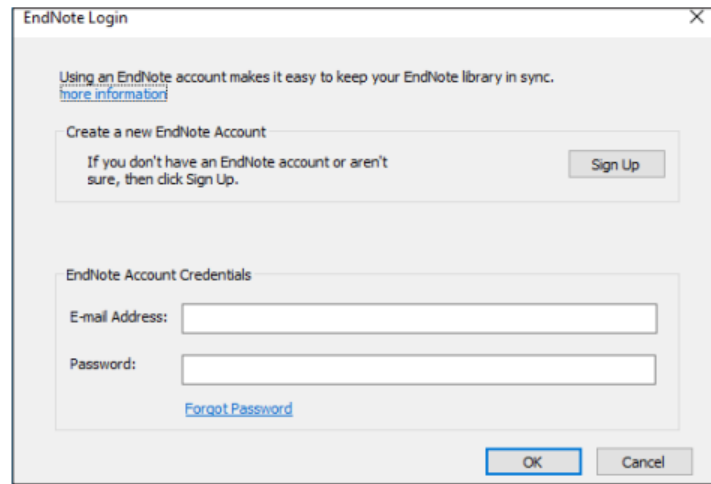 EndNote Login
Using an EndNote account makes it easy to keep your EndNote library in sync.
more information
Create a new EndNote Account
If you don't have an EndNote account or aren't
sure, then click Sign Up.
Sign Up
EndNote Account Credentials
E-mail Address:
Password:
Forgot Password
OK
Cancel